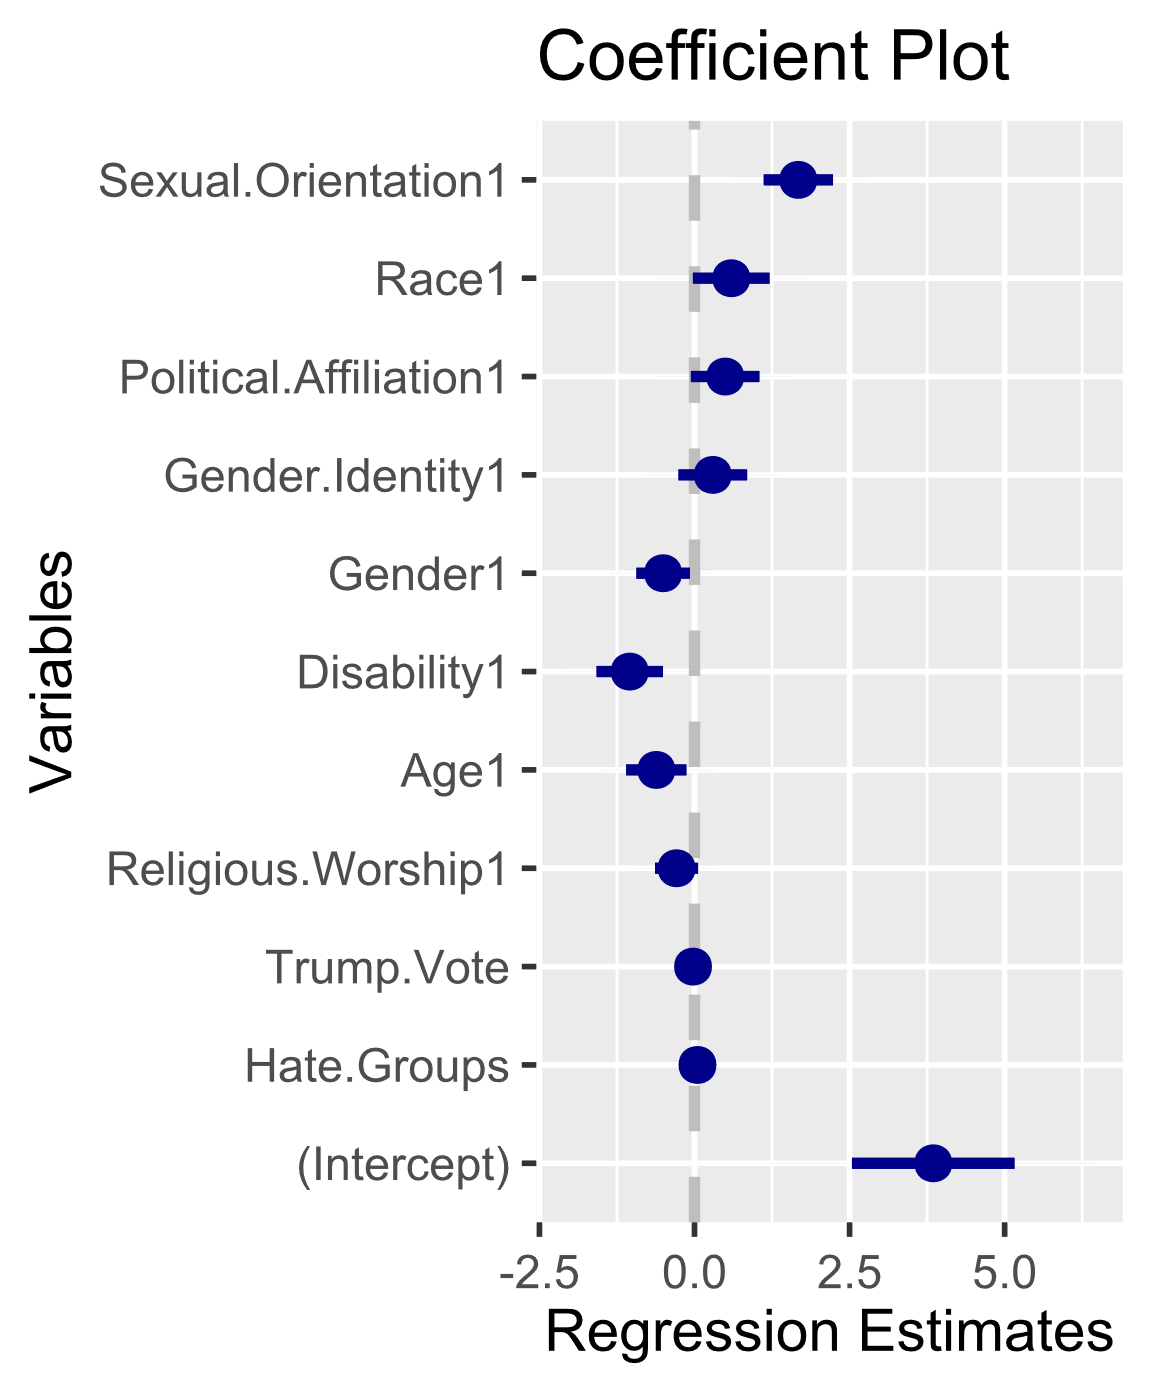 Coefficient Plot
Sexual.Orientation1
Race1
Political.Affiliation1
Gender.Identity1
Gender1
Disability1
Age1
Religious.Worship1
Trump.Vote
Hate.Groups
(Intercept)
Variables
-2.5 0.0 2.5 5.0
Regression Estimates